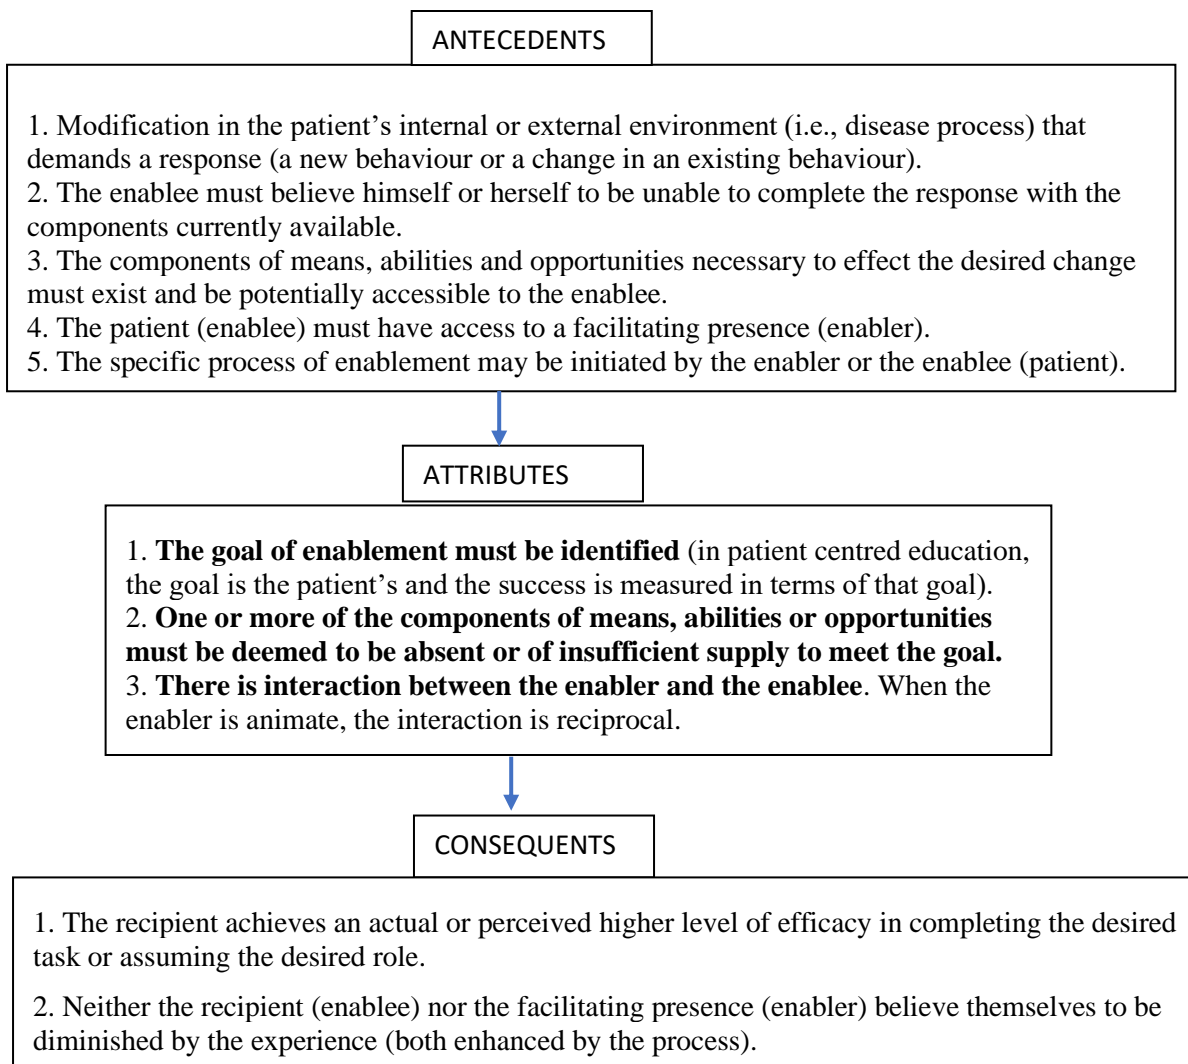 ANTECEDENTS
1. Modification in the patient’s internal or external environment (i.e., disease process) that
demands a response (a new behaviour or a change in an existing behaviour).
2. The enablee must believe himself or herself to be unable to complete the response with the
components currently available.
3. The components of means, abilities and opportunities necessary to effect the desired change
must exist and be potentially accessible to the enablee.
4. The patient (enablee) must have access to a facilitating presence (enabler).
5. The specific process of enablement may be initiated by the enabler or the enablee (patient).
ATTRIBUTES
1. The goal of enablement must be identified (in patient centred education,
the goal is the patient’s and the success is measured in terms of that goal).
2. One or more of the components of means, abilities or opportunities
must be deemed to be absent or of insufficient supply to meet the goal.
3. There is interaction between the enabler and the enablee. When the
enabler is animate, the interaction is reciprocal.
CONSEQUENTS
1. The recipient achieves an actual or perceived higher level of efficacy in completing the desired
task or assuming the desired role.
2. Neither the recipient (enablee) nor the facilitating presence (enabler) believe themselves to be
diminished by the experience (both enhanced by the process).